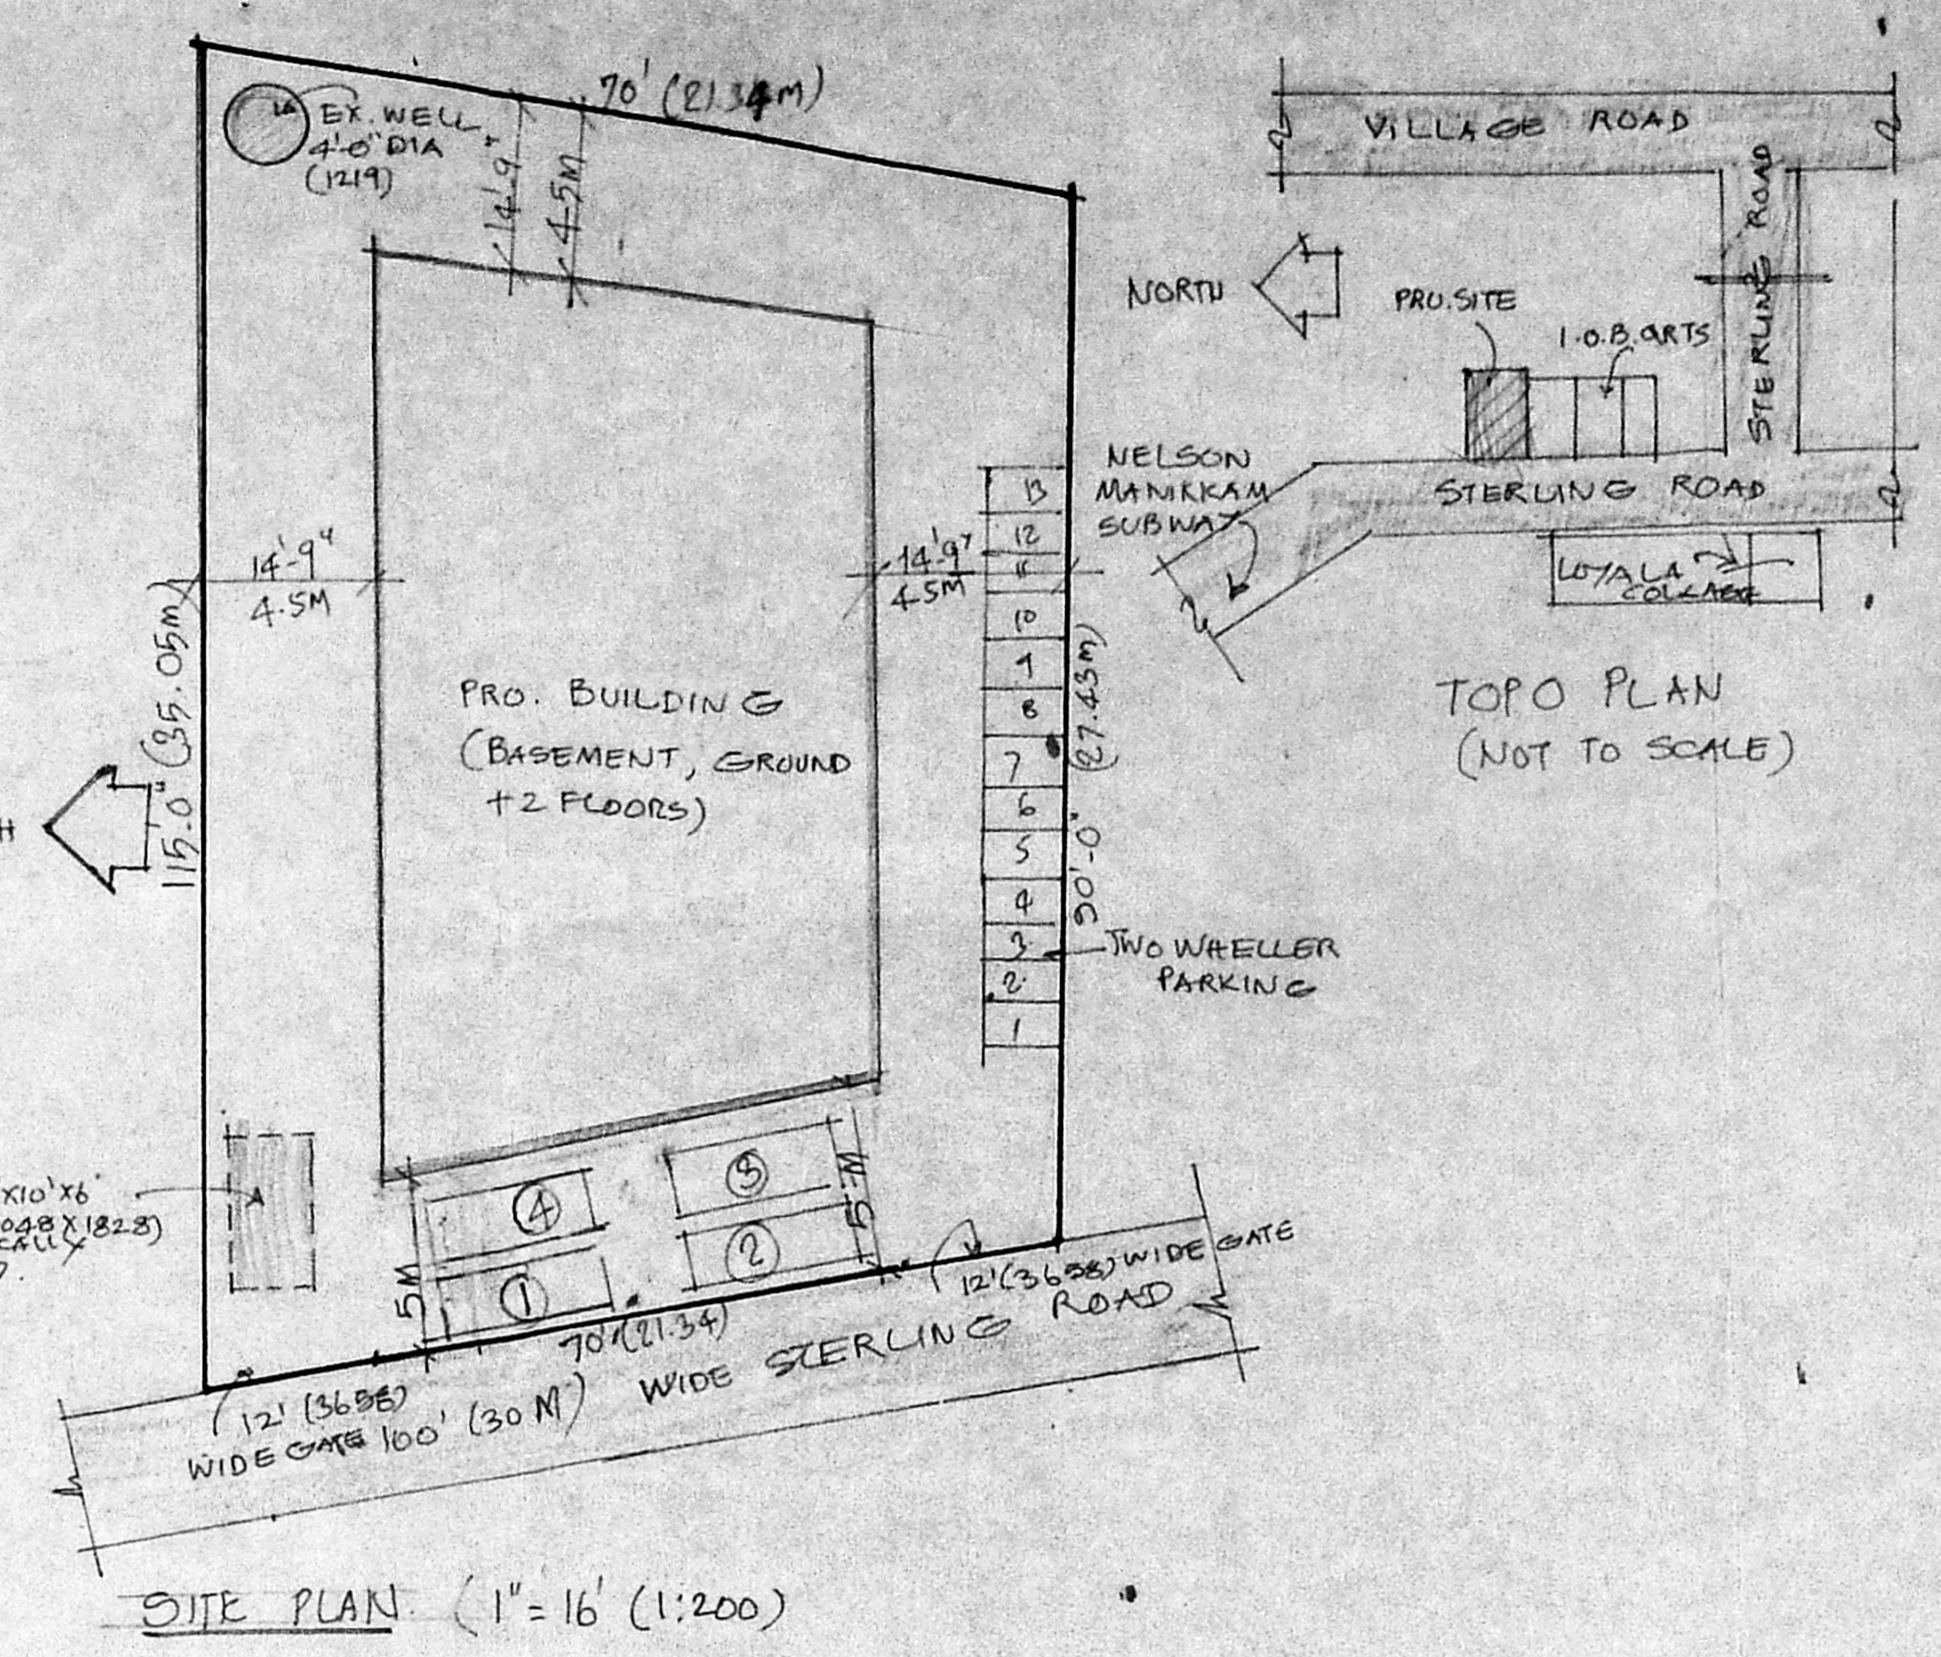 70' (21.34M)
EX. WELL
4'-0" DIA
(1219)
14'-9"
4.5M
14'-9"
4.5M
14'-9"
4.5M
115.0" (35.05M)
H
PRO. BUILDING
(BASEMENT, GROUND
+2 FLOORS)
13
12
11
10
9
8
7
6
5
4
3
2
1
90'-0" (27.43M)
TWO WHEELLER
PARKING
X10'X6'
048X1828)
4
3
1
2
5M
5M
70' (21.34)
12' (3658)
WIDE GATE
12' (3658) WIDE GATE
100' (30M) WIDE STERLING ROAD
SITE PLAN. (1"=16' (1:200)
VILLAGE ROAD
STERLING ROAD
NORTH
PRO.SITE
I.O.B.QRTS
NELSON
MANIKKAM
SUBWAY
STERLING ROAD
LOYALA
COLLAGE
TOPO PLAN
(NOT TO SCALE)